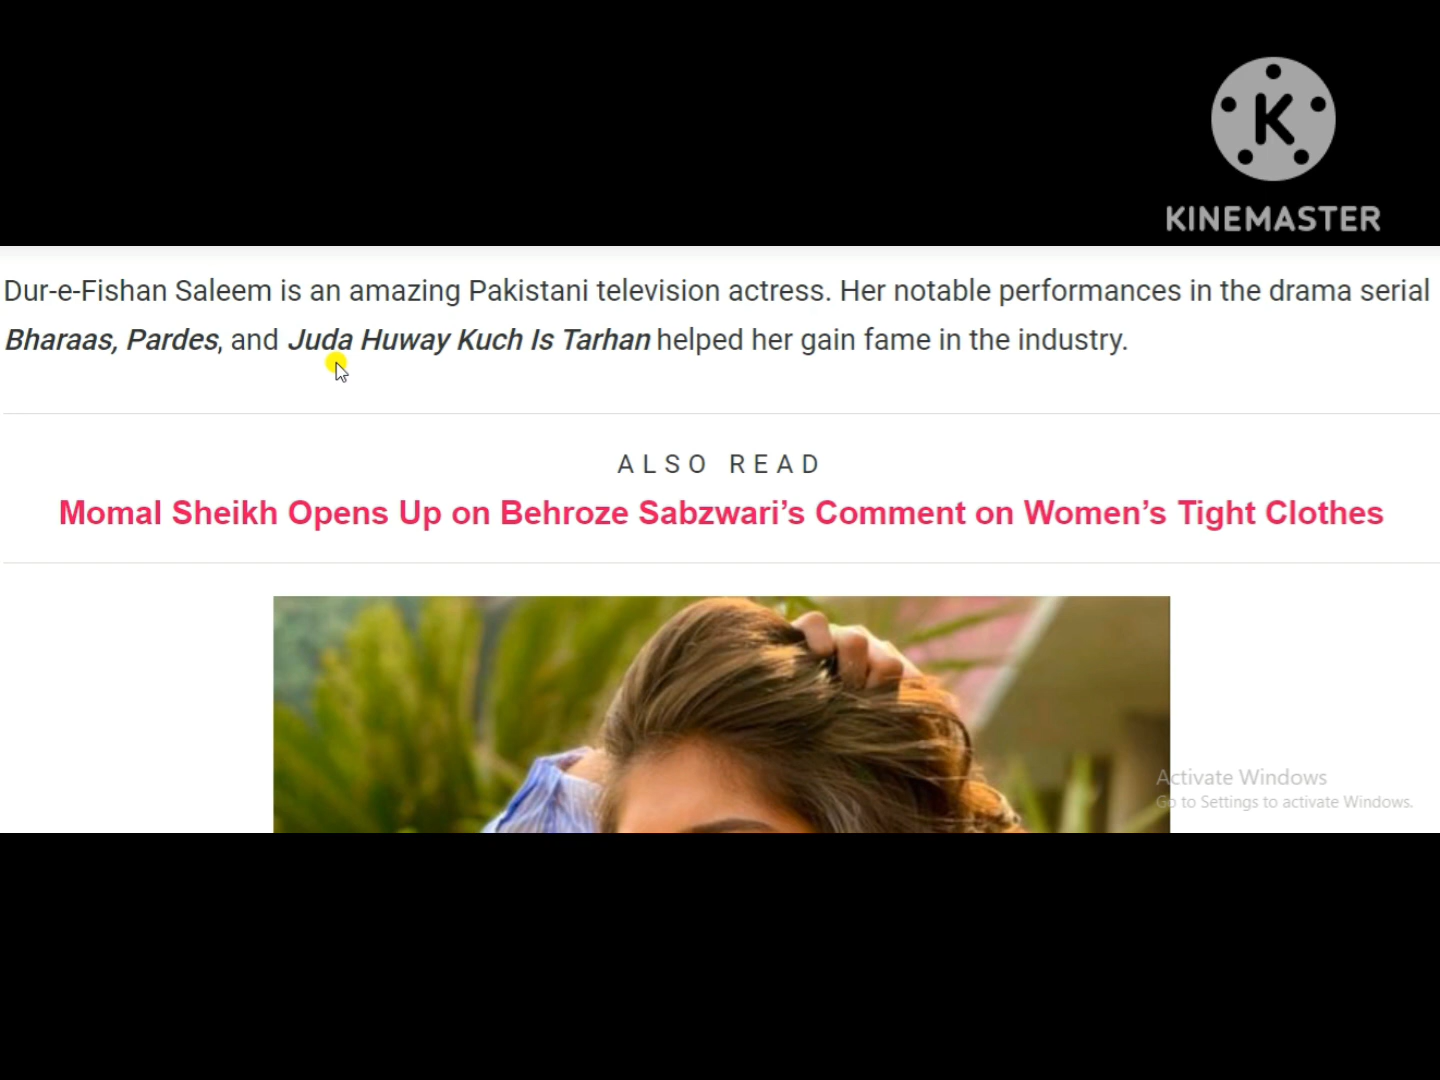 K
KINEMASTER
Dur-e-Fishan Saleem is an amazing Pakistani television actress. Her notable performances in the drama serial
Bharaas, Pardes, and Juda Huway Kuch Is Tarhan helped her gain fame in the industry.
ALSO READ
Momal Sheikh Opens Up on Behroze Sabzwari’s Comment on Women’s Tight Clothes
Activate Windows
Go to Settings to activate Windows.